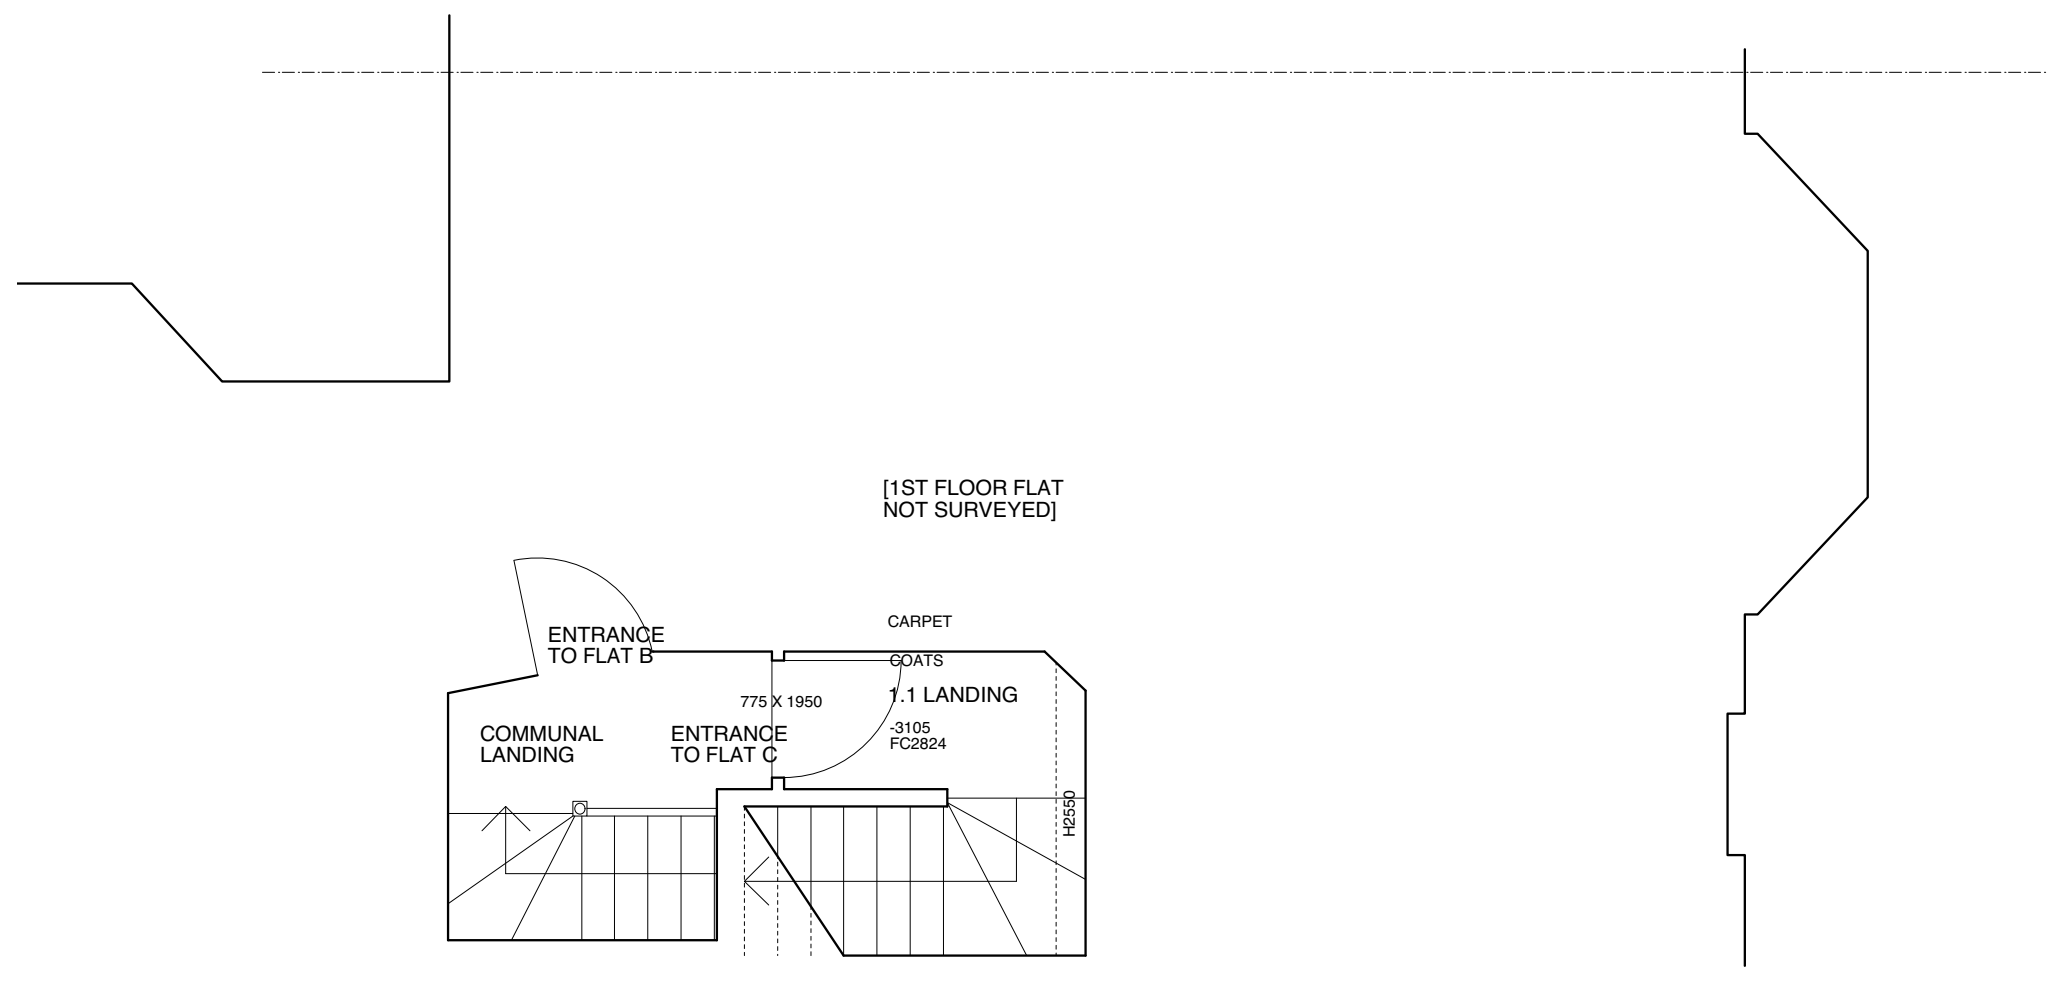 [1ST FLOOR FLAT
NOT SURVEYED]
CARPET
ENTRANCE
TO FLAT B
COATS
1.1 LANDING
775 X 1950
-3105
FC2824
COMMUNAL
LANDING
ENTRANCE
TO FLAT C
H2550